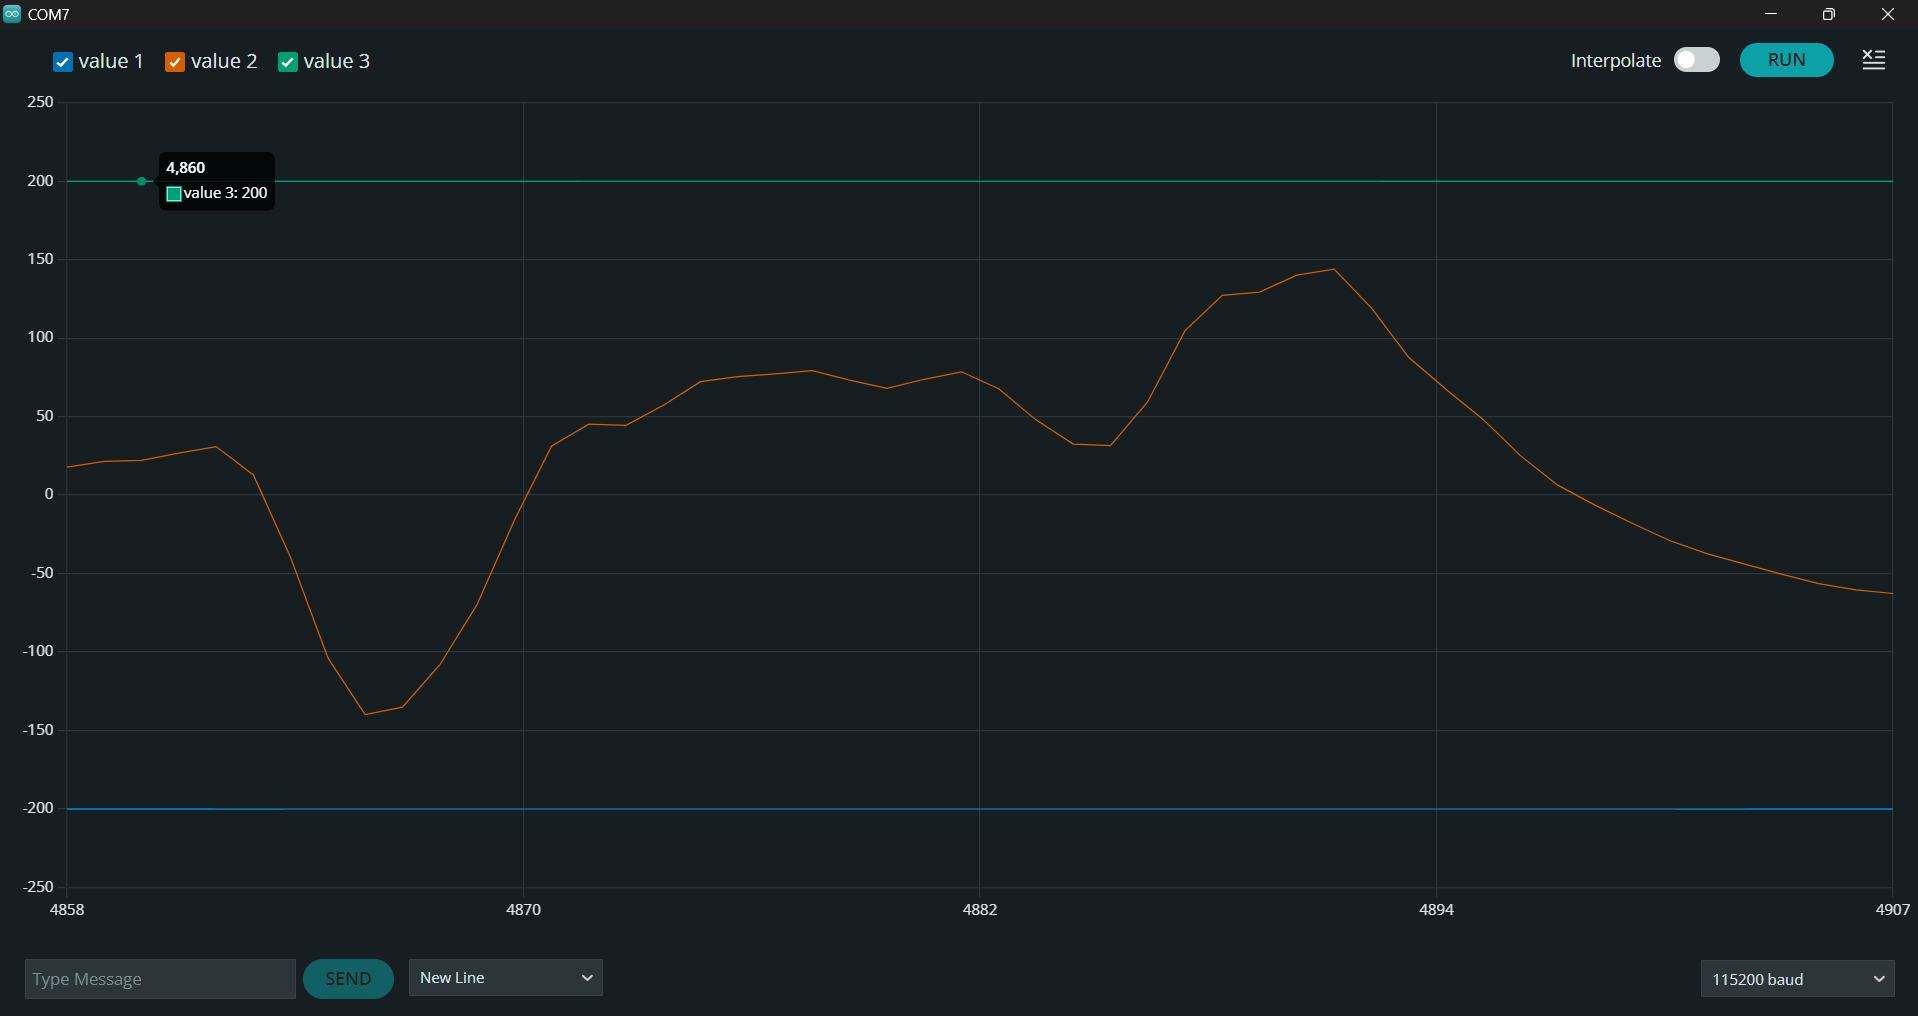 COM7
value 1 value 2 value 3 Interpolate RUN
250
4,860
value 3: 200
200
150
100
50
0
-50
-100
-150
-200
-250
4858 4870 4882 4894 4907
Type Message SEND New Line 115200 baud